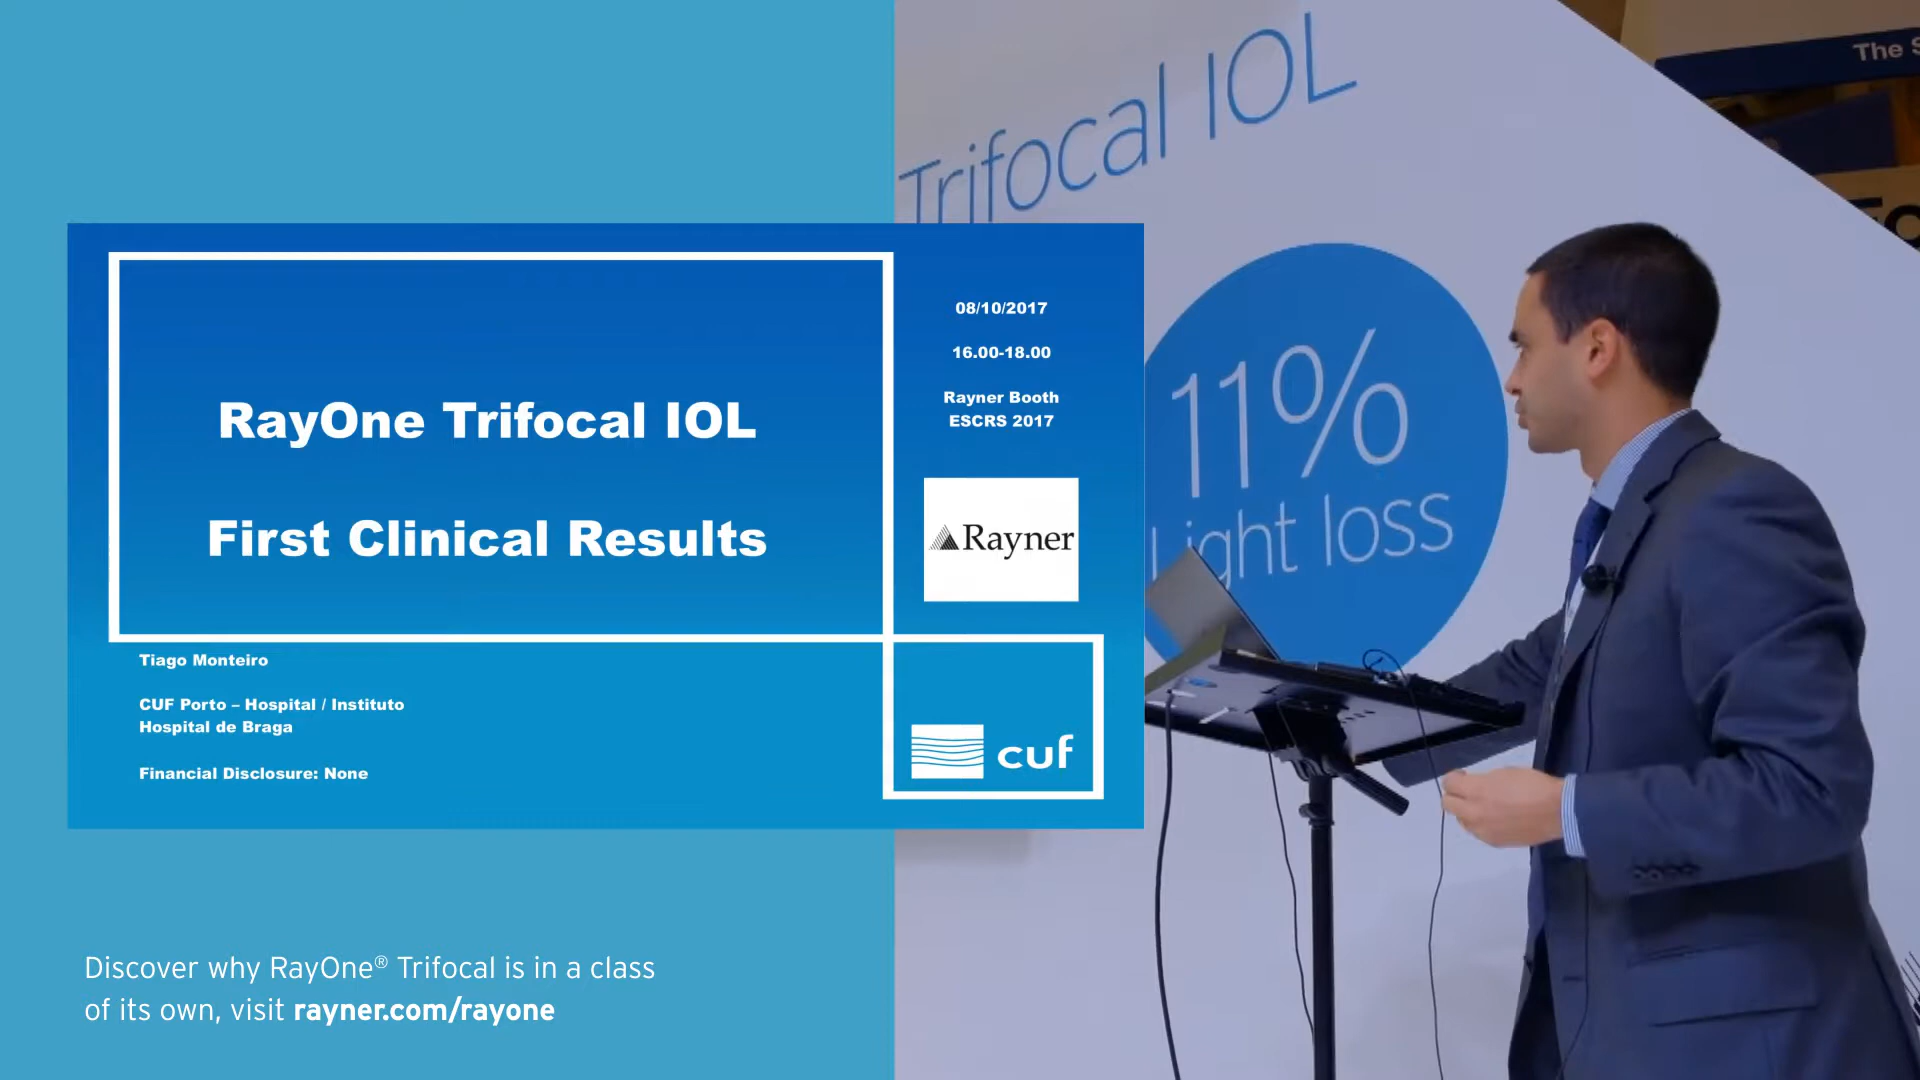 Trifocal IOL
The
RayOne Trifocal IOL
First Clinical Results
08/10/2017
16.00-18.00
Rayner Booth
ESCRS 2017
Rayner
11%
Light loss
Tiago Monteiro
CUF Porto – Hospital / Instituto
Hospital de Braga
Financial Disclosure: None
cuf
Discover why RayOne® Trifocal is in a class
of its own, visit rayner.com/rayone